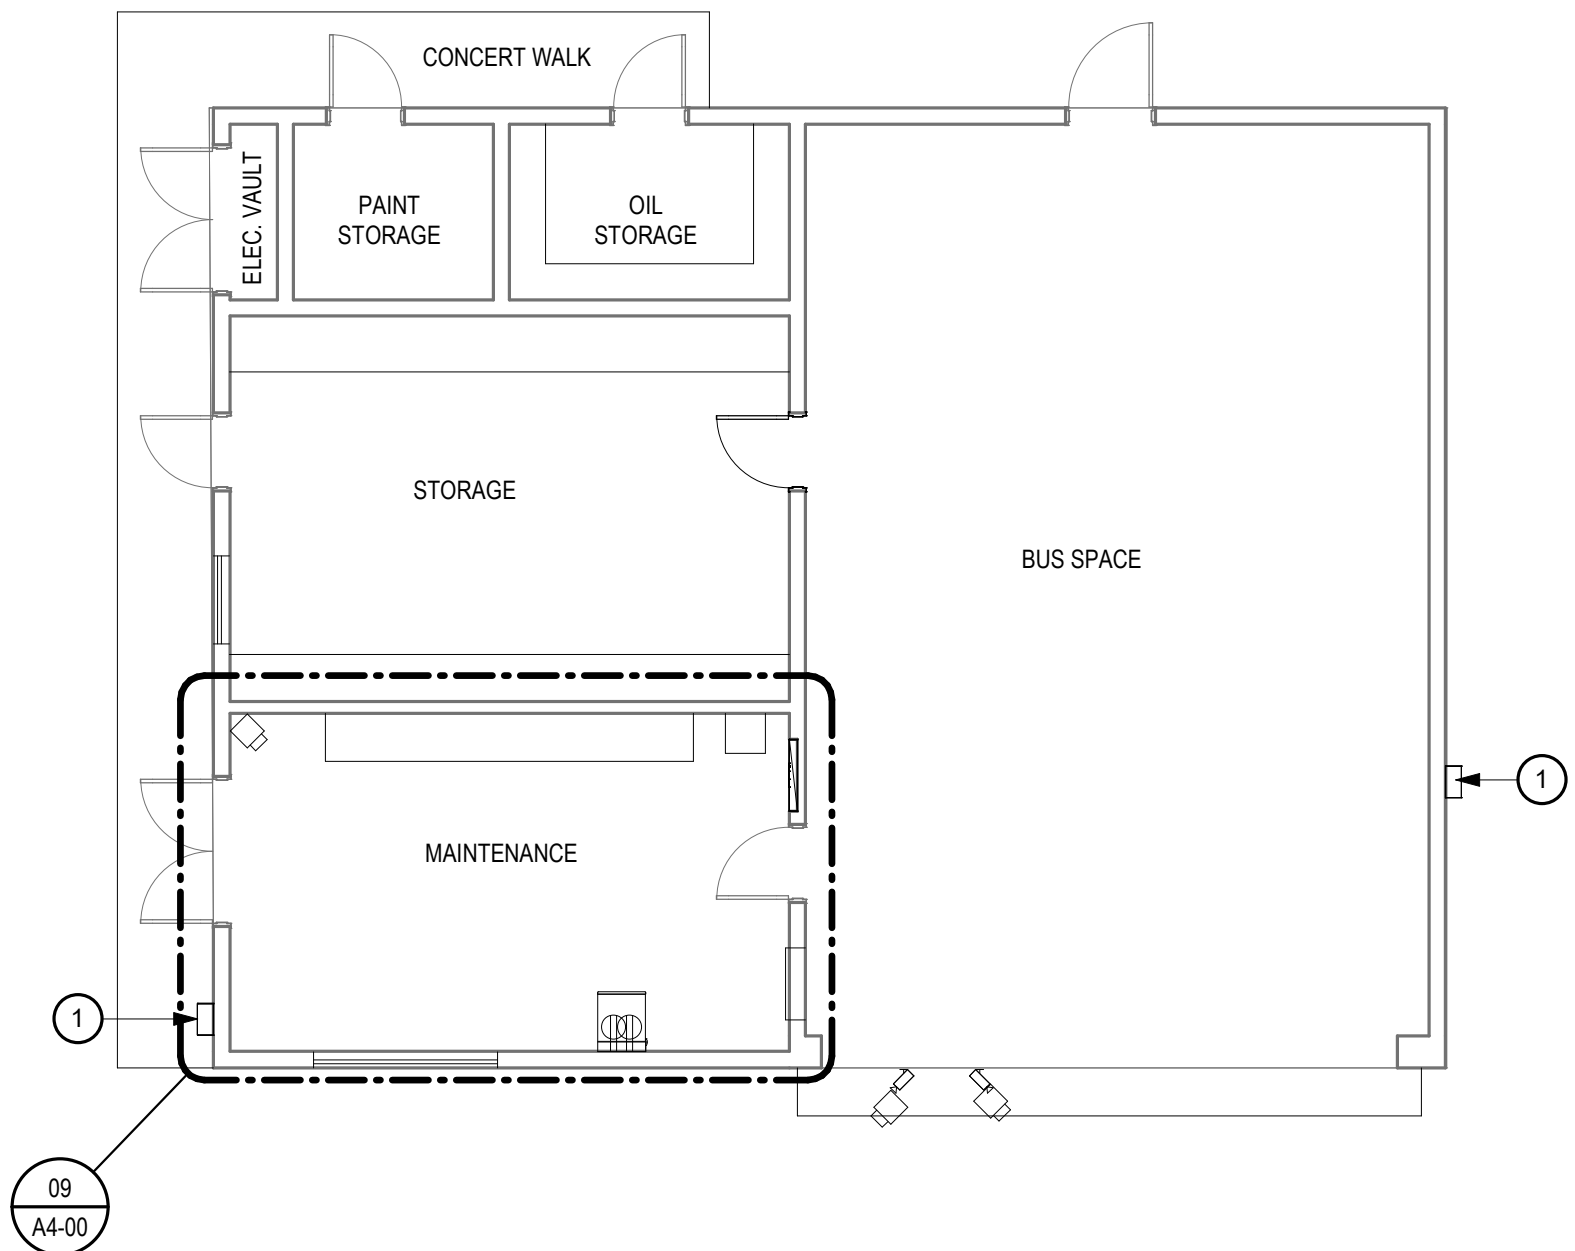 CONCERT WALK
ELEC. VAULT
PAINT
STORAGE
OIL
STORAGE
STORAGE
BUS SPACE
MAINTENANCE
1
1
09
A4-00